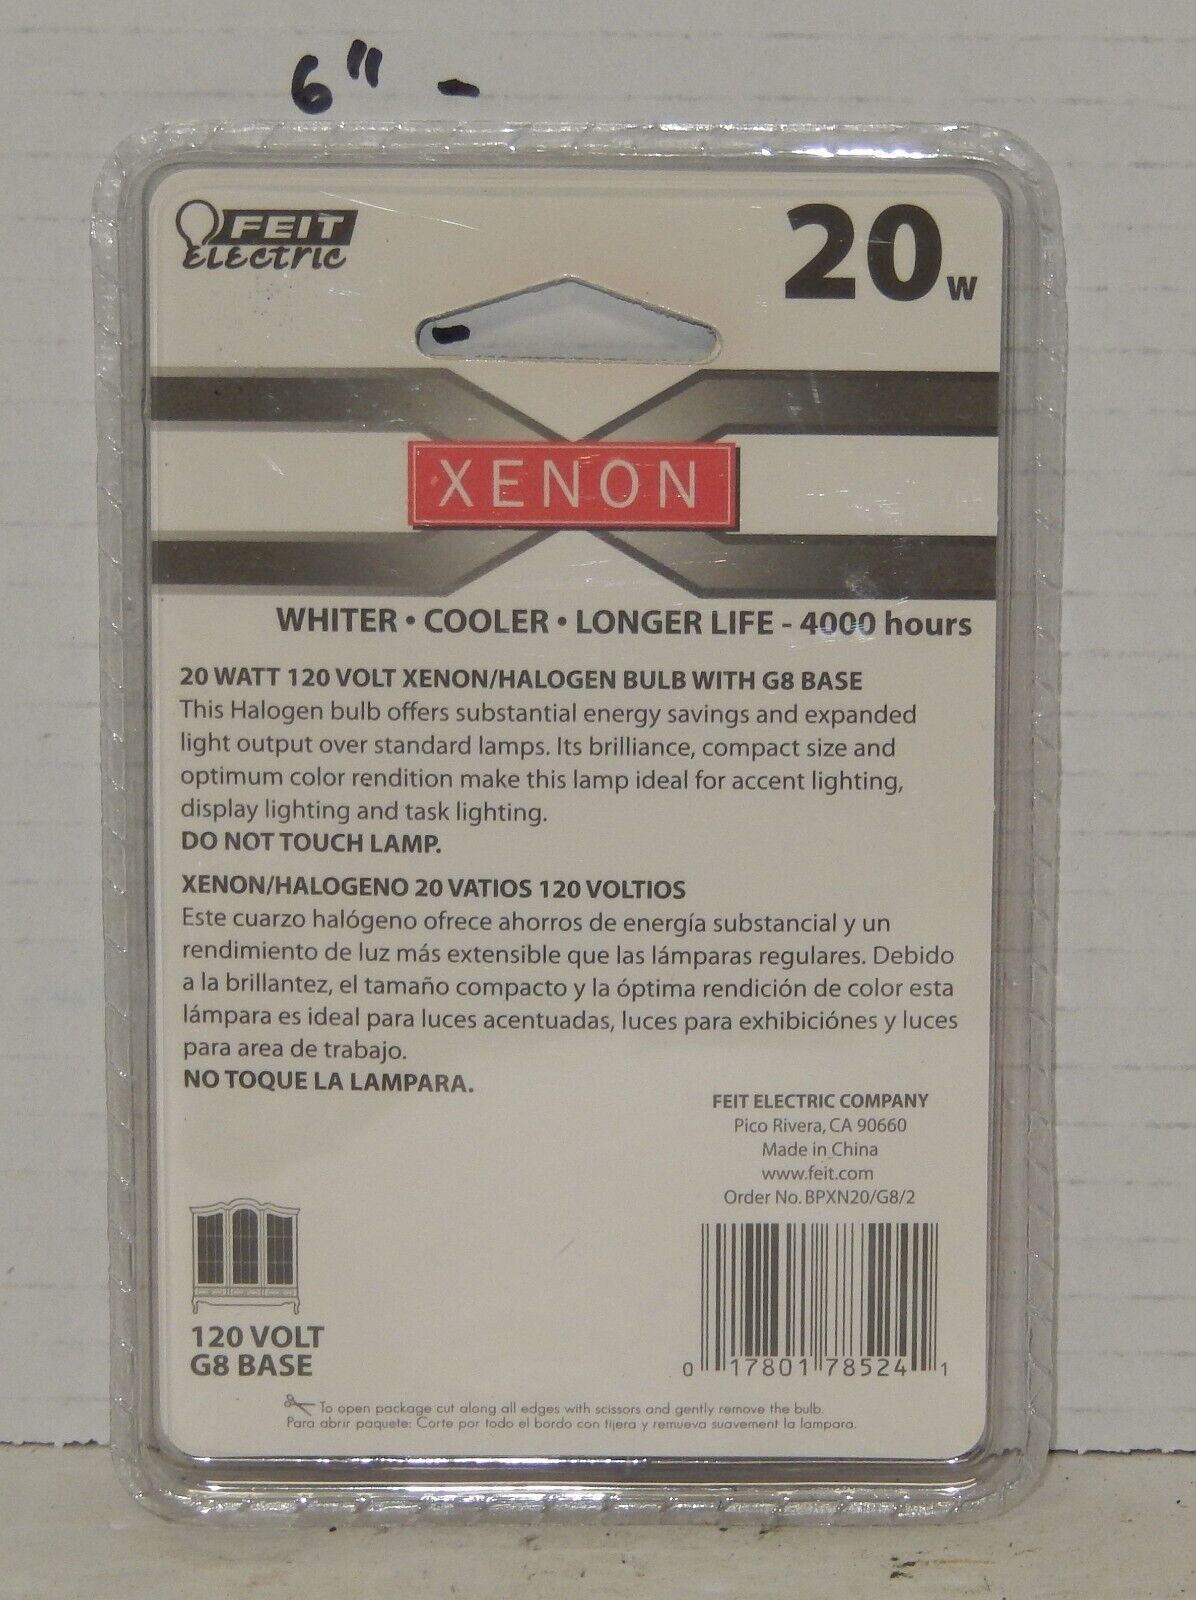 6" -
FEIT
ELECTRIC
20 W
XENON
WHITER • COOLER • LONGER LIFE - 4000 hours
20 WATT 120 VOLT XENON/HALOGEN BULB WITH G8 BASE
This Halogen bulb offers substantial energy savings and expanded
light output over standard lamps. Its brilliance, compact size and
optimum color rendition make this lamp ideal for accent lighting,
display lighting and task lighting.
DO NOT TOUCH LAMP.
XENON/HALOGENO 20 VATIOS 120 VOLTIOS
Este cuarzo halógeno ofrece ahorros de energía substancial y un
rendimiento de luz más extensible que las lámparas regulares. Debido
a la brillantez, el tamaño compacto y la óptima rendición de color esta
lámpara es ideal para luces acentuadas, luces para exhibiciónes y luces
para area de trabajo.
NO TOQUE LA LAMPARA.
FEIT ELECTRIC COMPANY
Pico Rivera, CA 90660
Made in China
www.feit.com
Order No. BPXN20/G8/2
120 VOLT
G8 BASE
0 17801 78524 1
To open package cut along all edges with scissors and gently remove the bulb.
Para abrir paquete: Corte por todo el bordo con tijera y remueva suavement la lampara.